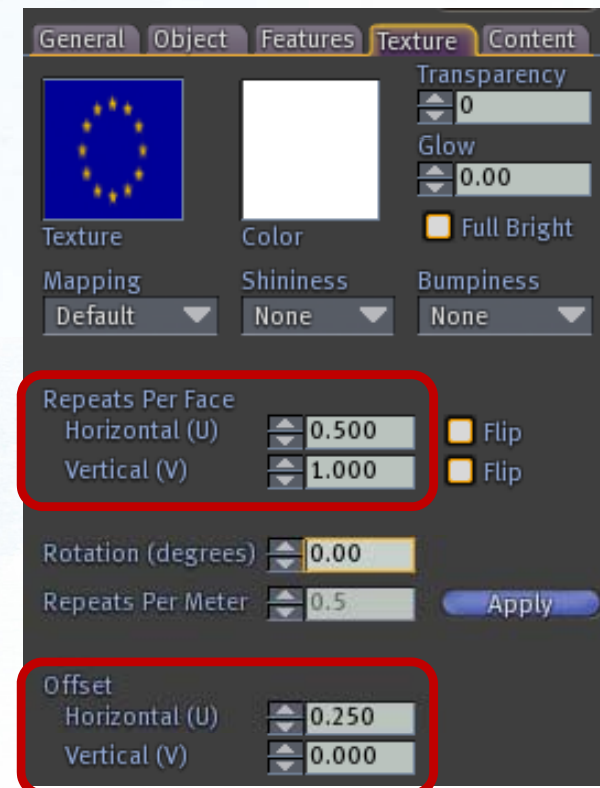 General Object Features Texture Content
Transparency
0
Glow
0.00
Full Bright
Texture Color
Mapping Shininess Bumpiness
Default None None
Repeats Per Face
Horizontal (U) 0.500 Flip
Vertical (V) 1.000 Flip
Rotation (degrees) 0.00
Repeats Per Meter 0.5 Apply
Offset
Horizontal (U) 0.250
Vertical (V) 0.000